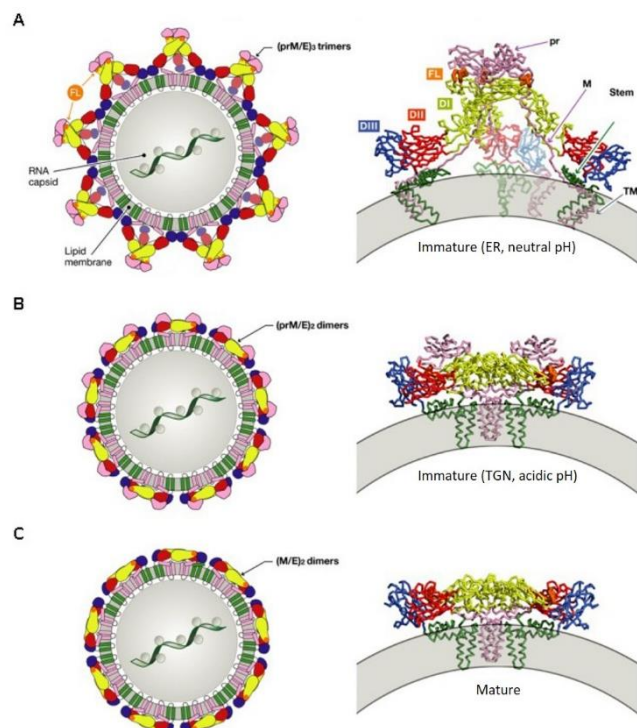 A
(prM/E)₃ trimers
FL
RNA
capsid
Lipid
membrane
pr
FL
DI
DII
DIII
M
Stem
TM
Immature (ER, neutral pH)
B
(prM/E)₂ dimers
Immature (TGN, acidic pH)
C
(M/E)₂ dimers
Mature